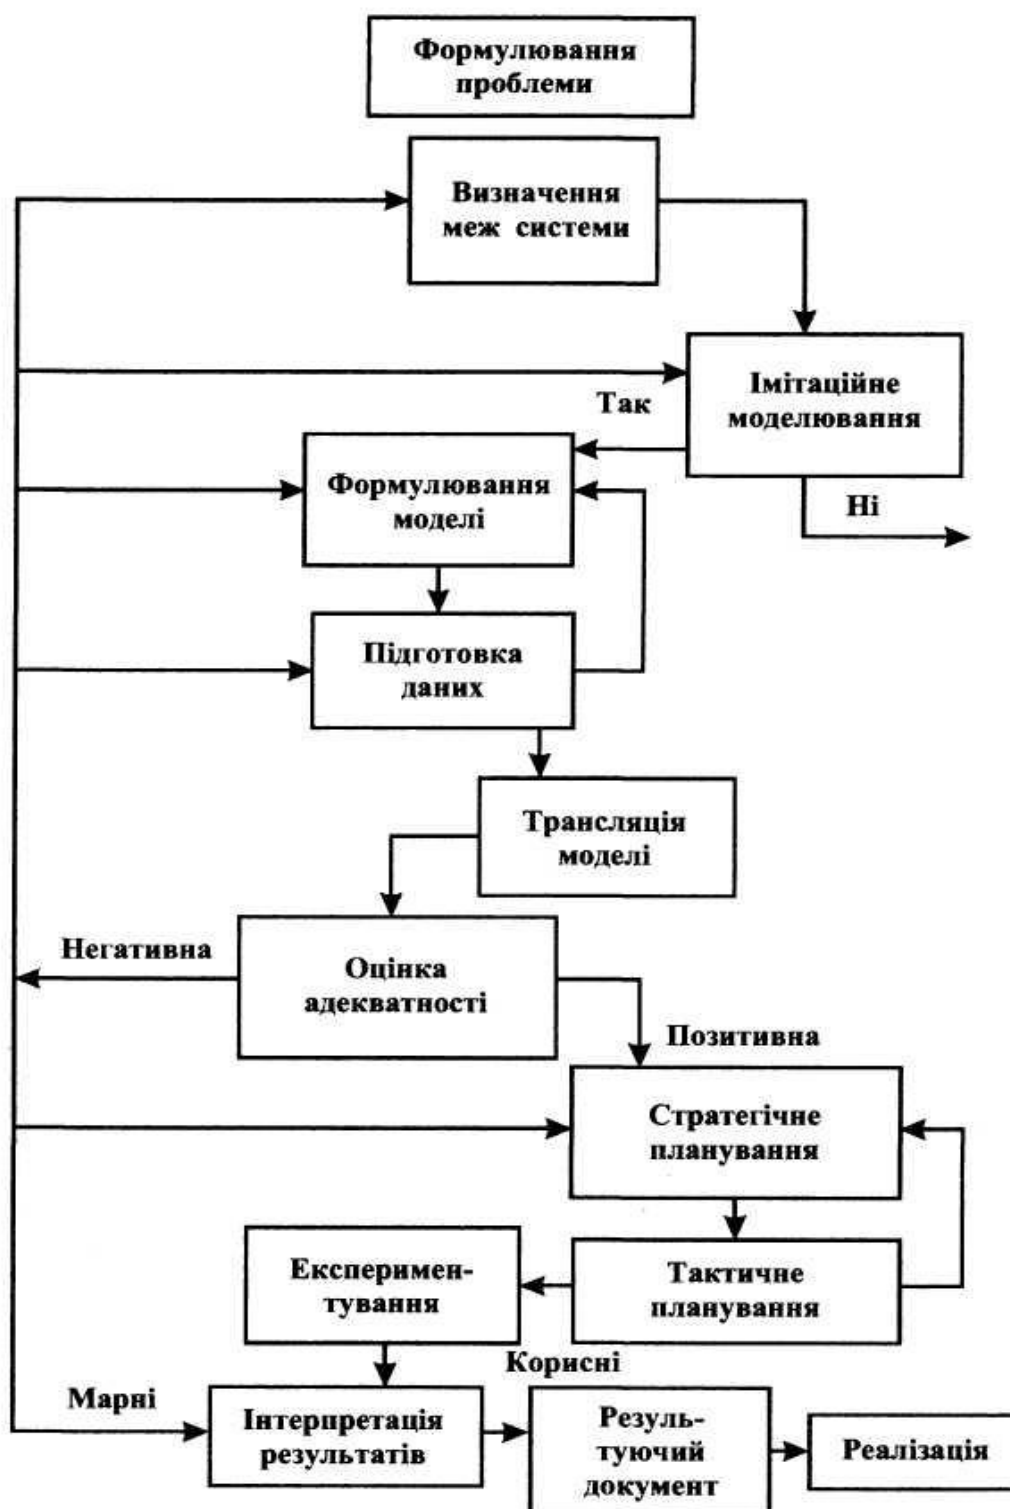 Формулювання
проблеми
Визначення
меж системи
Імітаційне
моделювання
Так
Ні
Формулювання
моделі
Підготовка
даних
Трансляція
моделі
Негативна
Оцінка
адекватності
Позитивна
Стратегічне
планування
Тактичне
планування
Експеримен-
тування
Корисні
Марні
Інтерпретація
результатів
Резуль-
туючий
документ
Реалізація